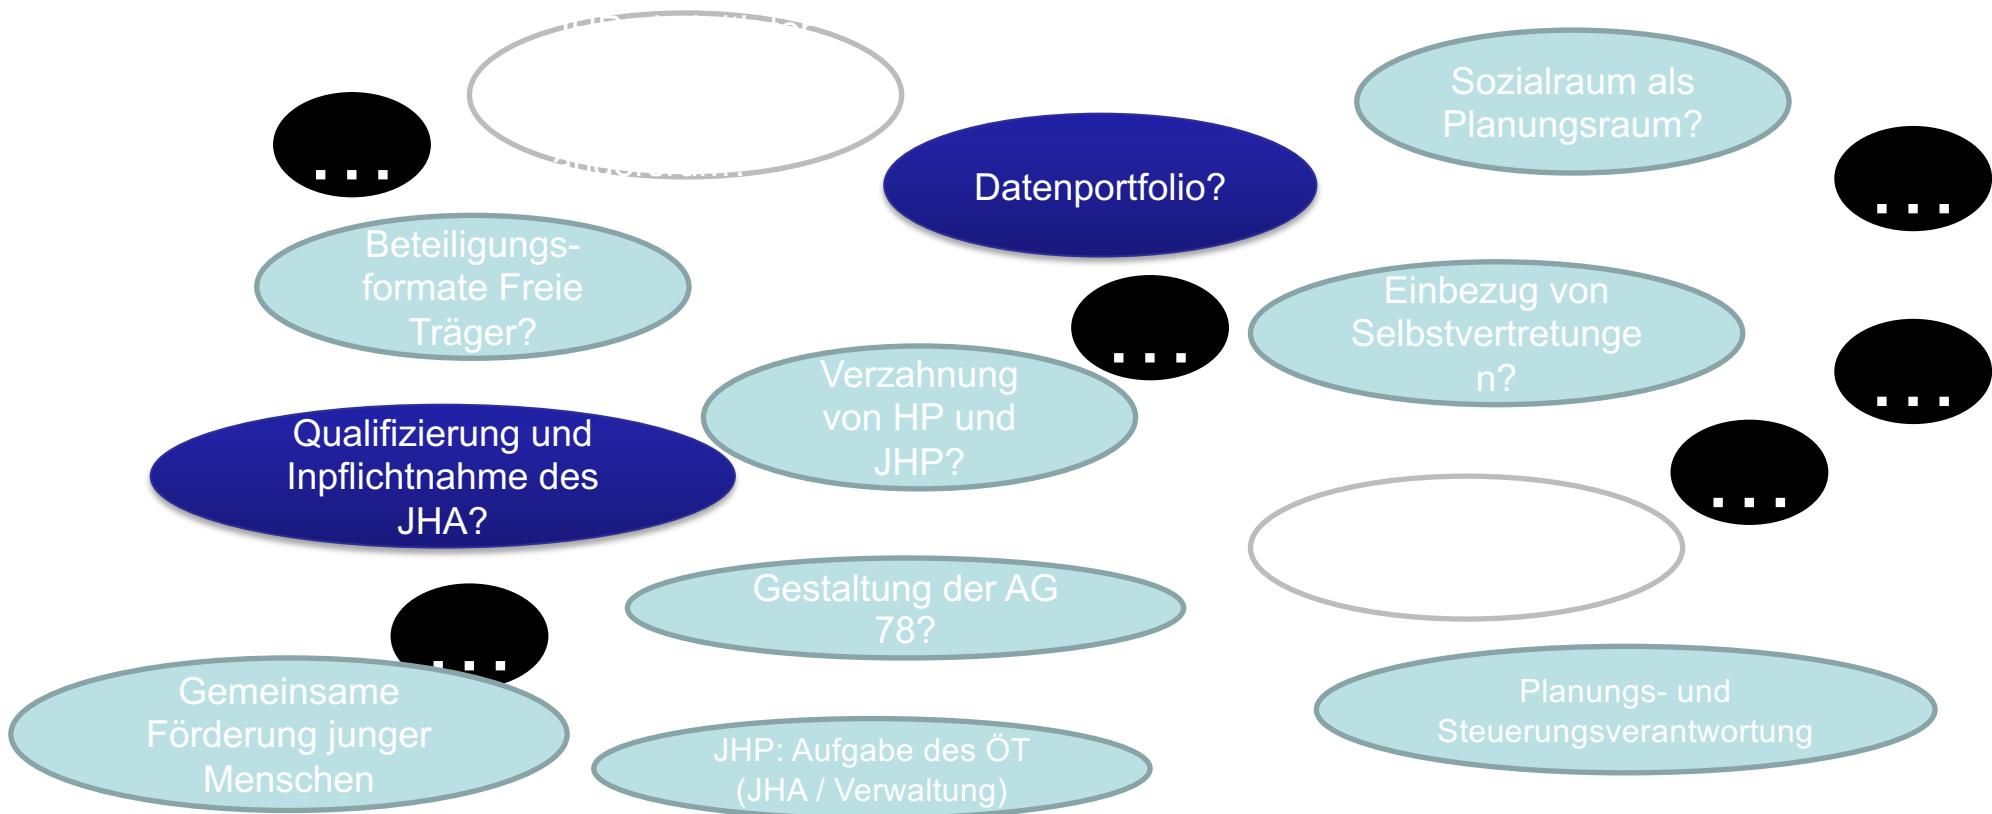 Sozialraum als
Planungsraum?
. . .
Datenportfolio?
. . .
Beteiligungs-
formate Freie
Träger?
. . .
Einbezug von
Selbstvertretunge
n?
Verzahnung
von HP und
JHP?
. . .
Qualifizierung und
Inpflichtnahme des
JHA?
. . .
Gestaltung der AG
78?
. . .
Gemeinsame
Förderung junger
Menschen
Planungs- und
Steuerungsverantwortung
JHP: Aufgabe des ÖT
(JHA / Verwaltung)